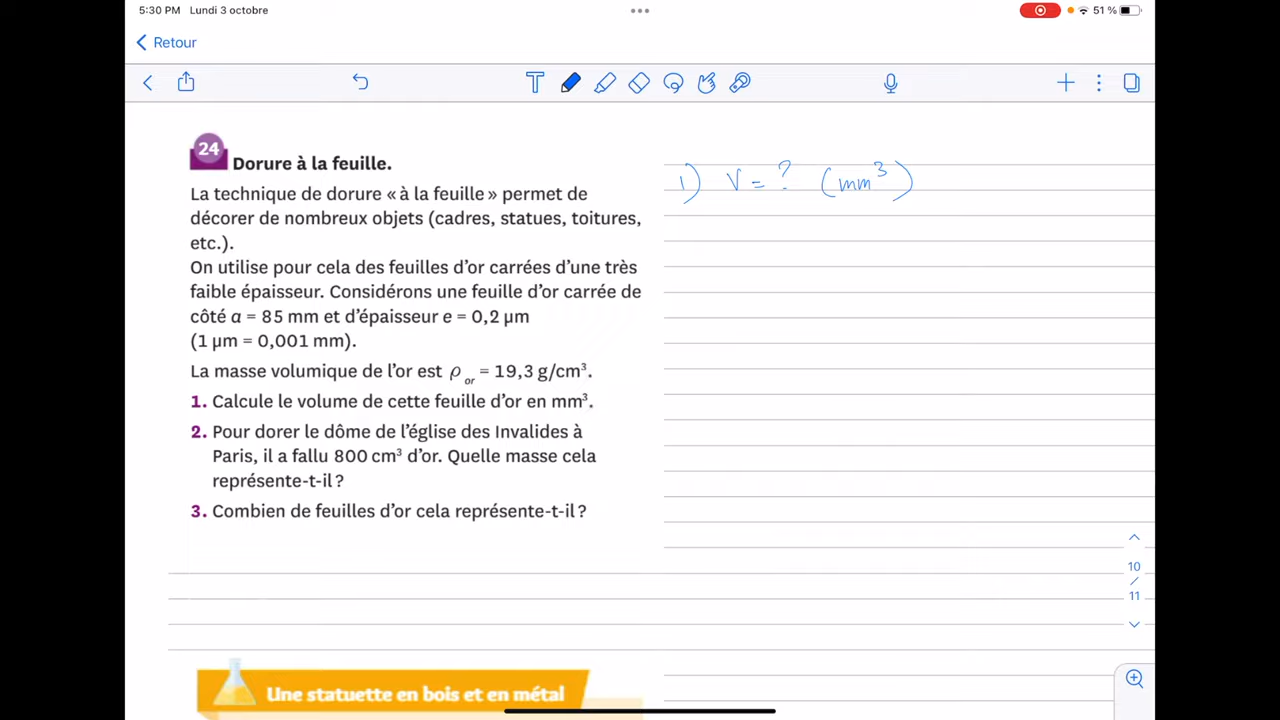 5:30 PM Lundi 3 octobre
51 %
Retour
24
Dorure à la feuille.
La technique de dorure « à la feuille » permet de
décorer de nombreux objets (cadres, statues, toitures,
etc.).
On utilise pour cela des feuilles d'or carrées d'une très
faible épaisseur. Considérons une feuille d'or carrée de
côté a = 85 mm et d'épaisseur e = 0,2 µm
(1 µm = 0,001 mm).
La masse volumique de l'or est ρor = 19,3 g/cm³.
1. Calcule le volume de cette feuille d'or en mm³.
2. Pour dorer le dôme de l'église des Invalides à
Paris, il a fallu 800 cm³ d'or. Quelle masse cela
représente-t-il ?
3. Combien de feuilles d'or cela représente-t-il ?
1) V = ? (mm³)
10
/
11
Une statuette en bois et en métal